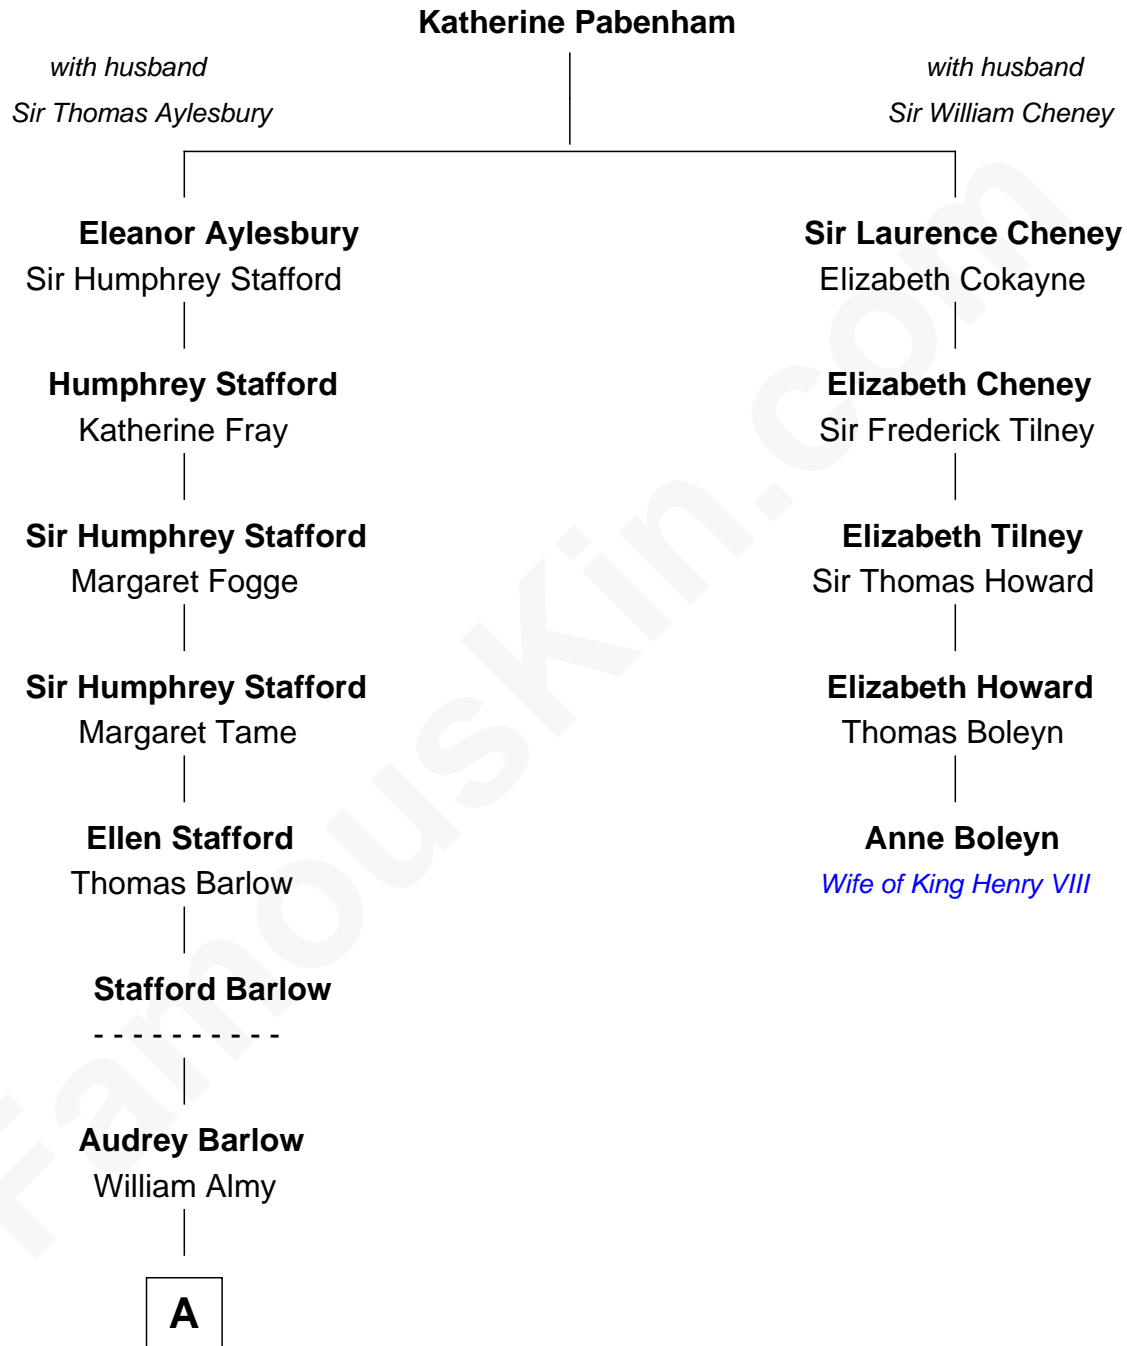 Katherine Pabenham
with husband
Sir Thomas Aylesbury
with husband
Sir William Cheney
Eleanor Aylesbury
Sir Humphrey Stafford
Sir Laurence Cheney
Elizabeth Cokayne
Humphrey Stafford
Katherine Fray
Elizabeth Cheney
Sir Frederick Tilney
Sir Humphrey Stafford
Margaret Fogge
Elizabeth Tilney
Sir Thomas Howard
Sir Humphrey Stafford
Margaret Tame
Elizabeth Howard
Thomas Boleyn
Ellen Stafford
Thomas Barlow
Anne Boleyn
Wife of King Henry VIII
Stafford Barlow
- - - - - - - - - -
Audrey Barlow
William Almy
A
FamousKin.com